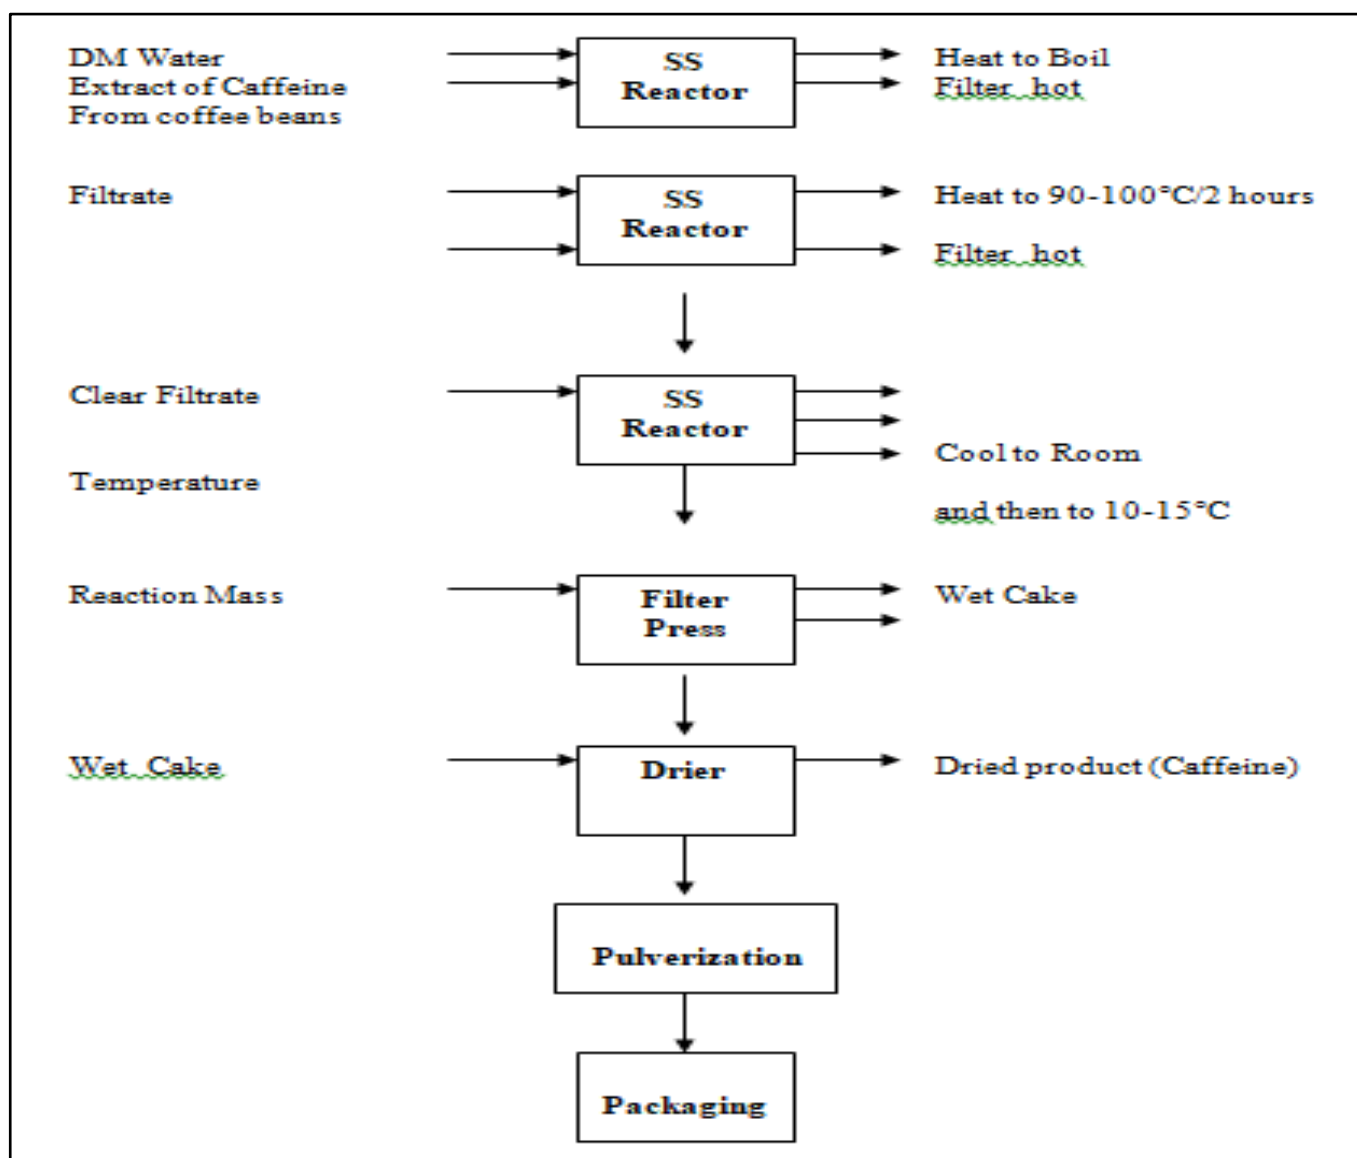 DM Water
Extract of Caffeine
From coffee beans
SS
Reactor
Heat to Boil
Filter hot
Filtrate
SS
Reactor
Heat to 90-100°C/2 hours
Filter hot
Clear Filtrate
SS
Reactor
Cool to Room
Temperature
and then to 10-15°C
Reaction Mass
Filter
Press
Wet Cake
Wet Cake
Drier
Dried product (Caffeine)
Pulverization
Packaging